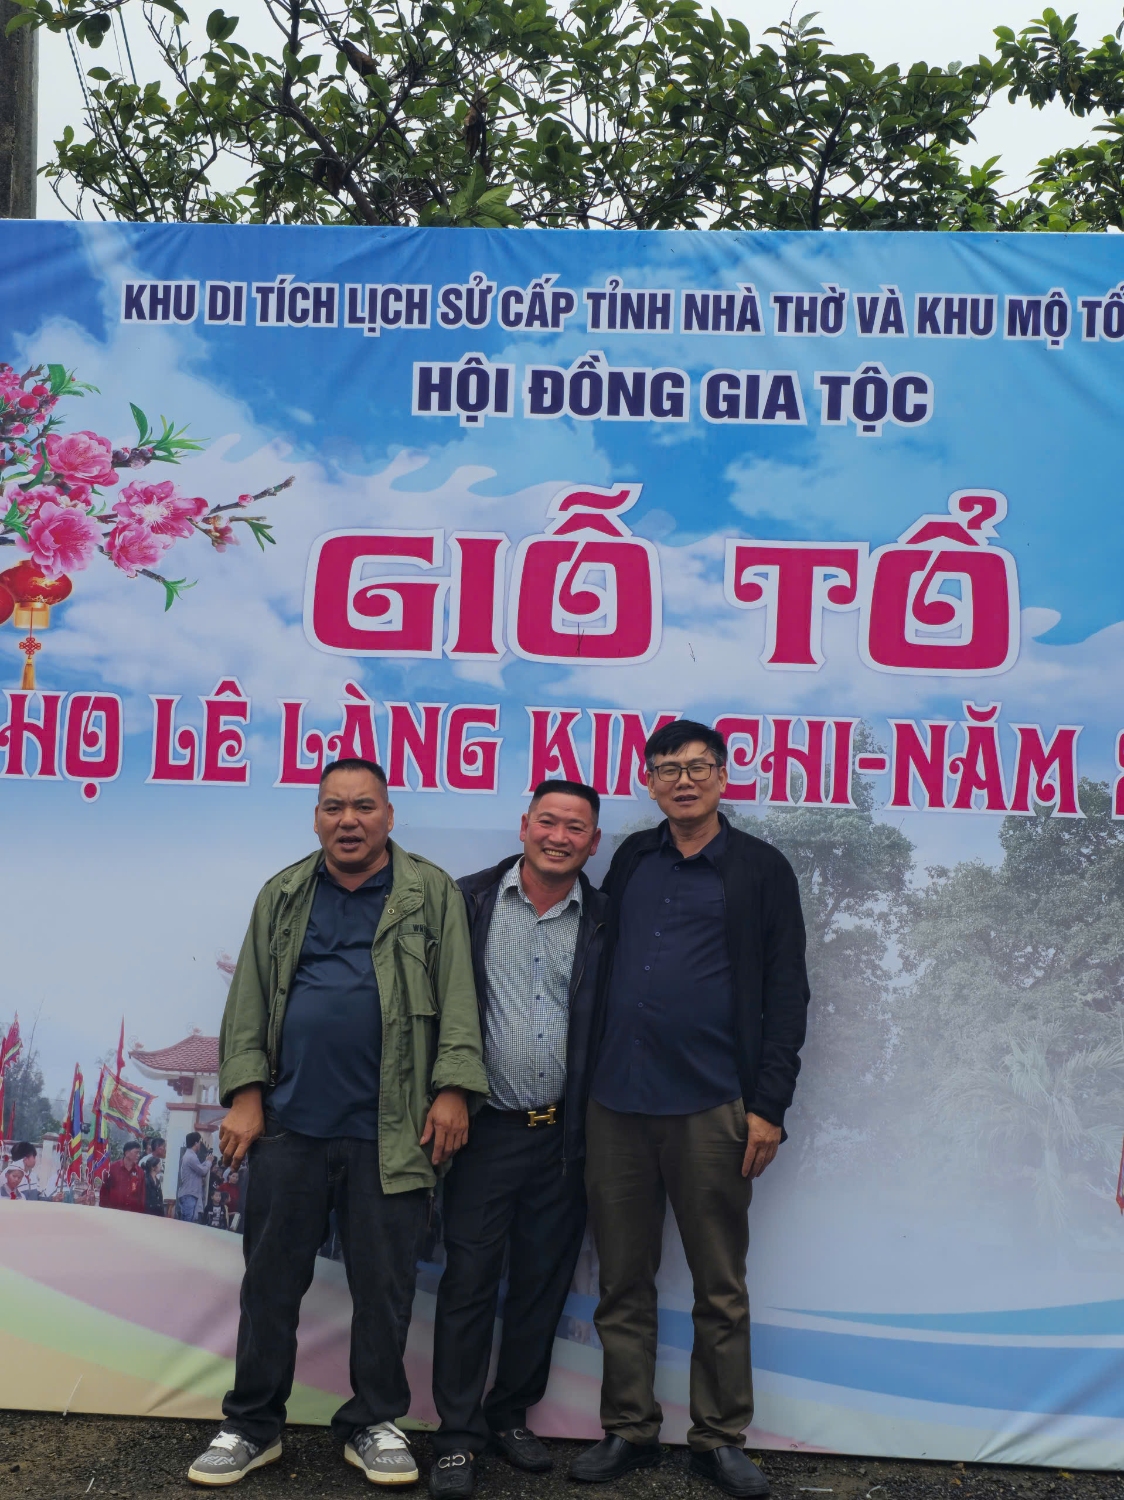 KHU DI TÍCH LỊCH SỬ CẤP TỈNH NHÀ THỜ VÀ KHU MỘ TỔ
HỘI ĐỒNG GIA TỘC
GIỖ TỔ
HỌ LÊ LÀNG KIM CHI-NĂM